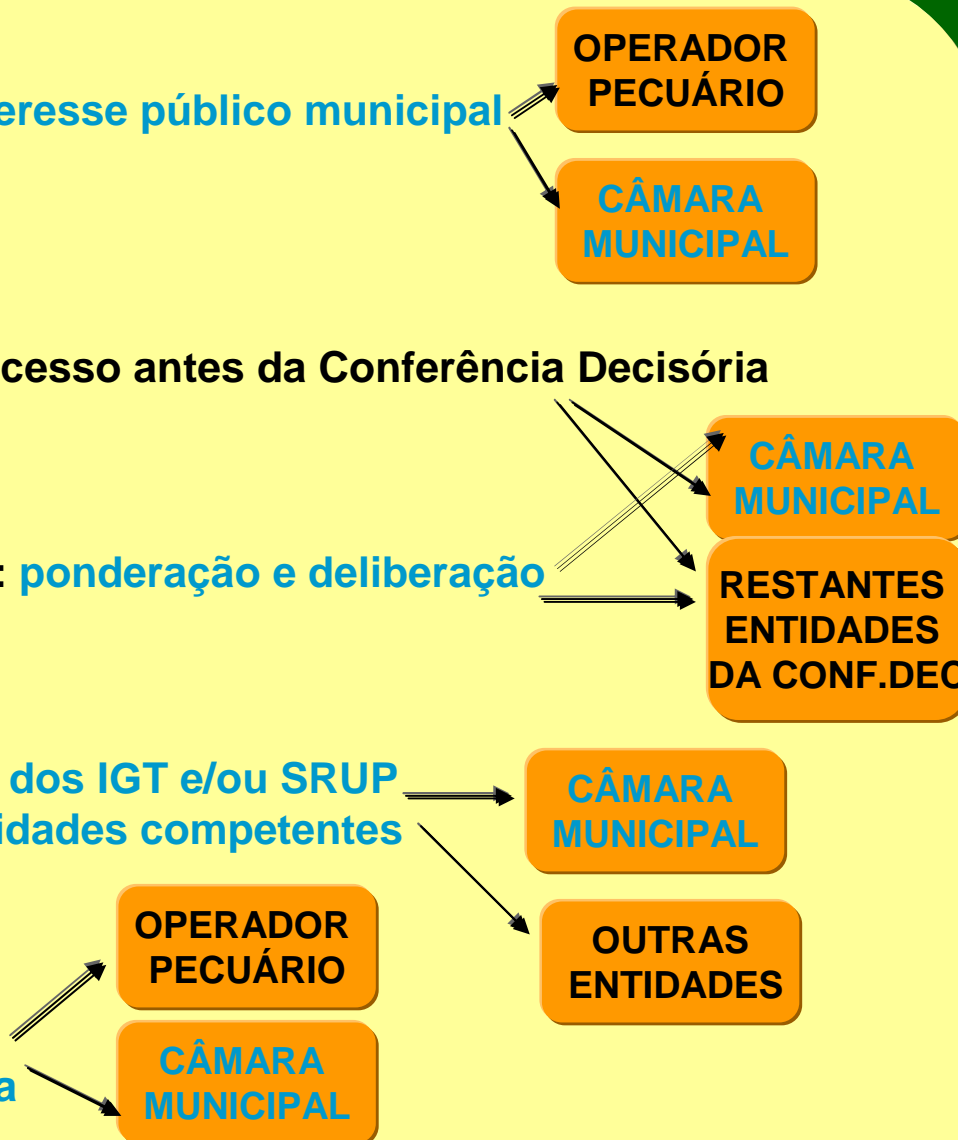 OPERADOR
PECUÁRIO
eresse público municipal
CÂMARA
MUNICIPAL
cesso antes da Conferência Decisória
CÂMARA
MUNICIPAL
: ponderação e deliberação
RESTANTES
ENTIDADES
DA CONF.DEC
dos IGT e/ou SRUP
idades competentes
CÂMARA
MUNICIPAL
OPERADOR
PECUÁRIO
OUTRAS
ENTIDADES
a
CÂMARA
MUNICIPAL